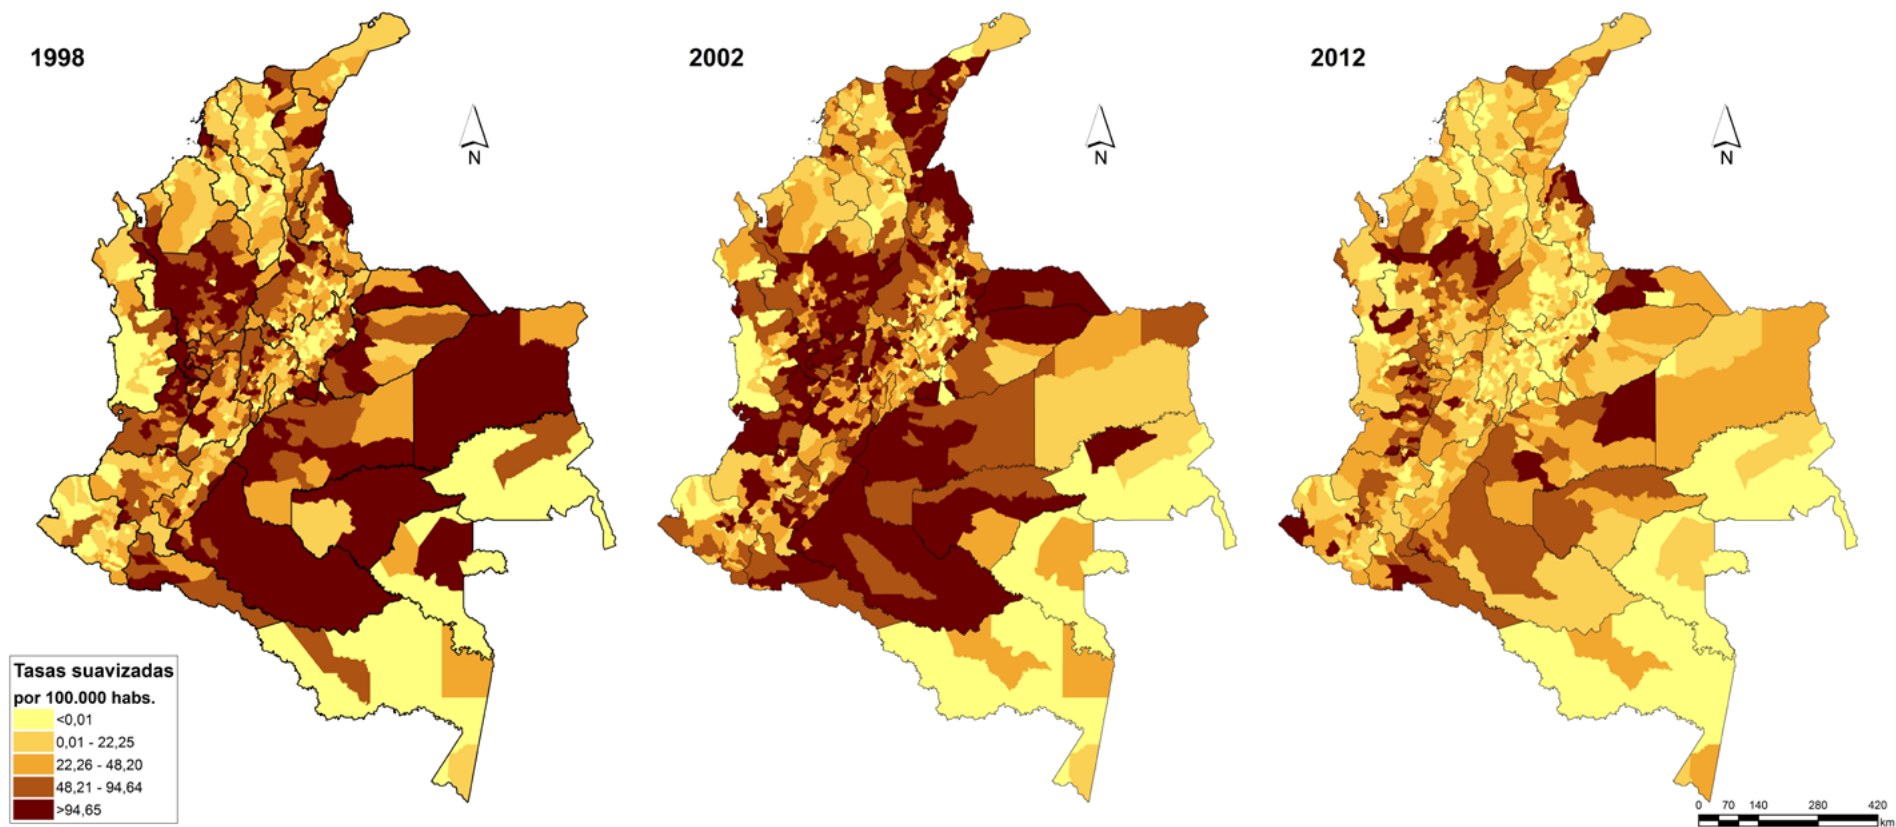 1998
2002
2012
N
N
N
Tasas suavizadas
por 100.000 habs.
<0,01
0,01 - 22,25
22,26 - 48,20
48,21 - 94,64
>94,65
0 70 140 280 420
km